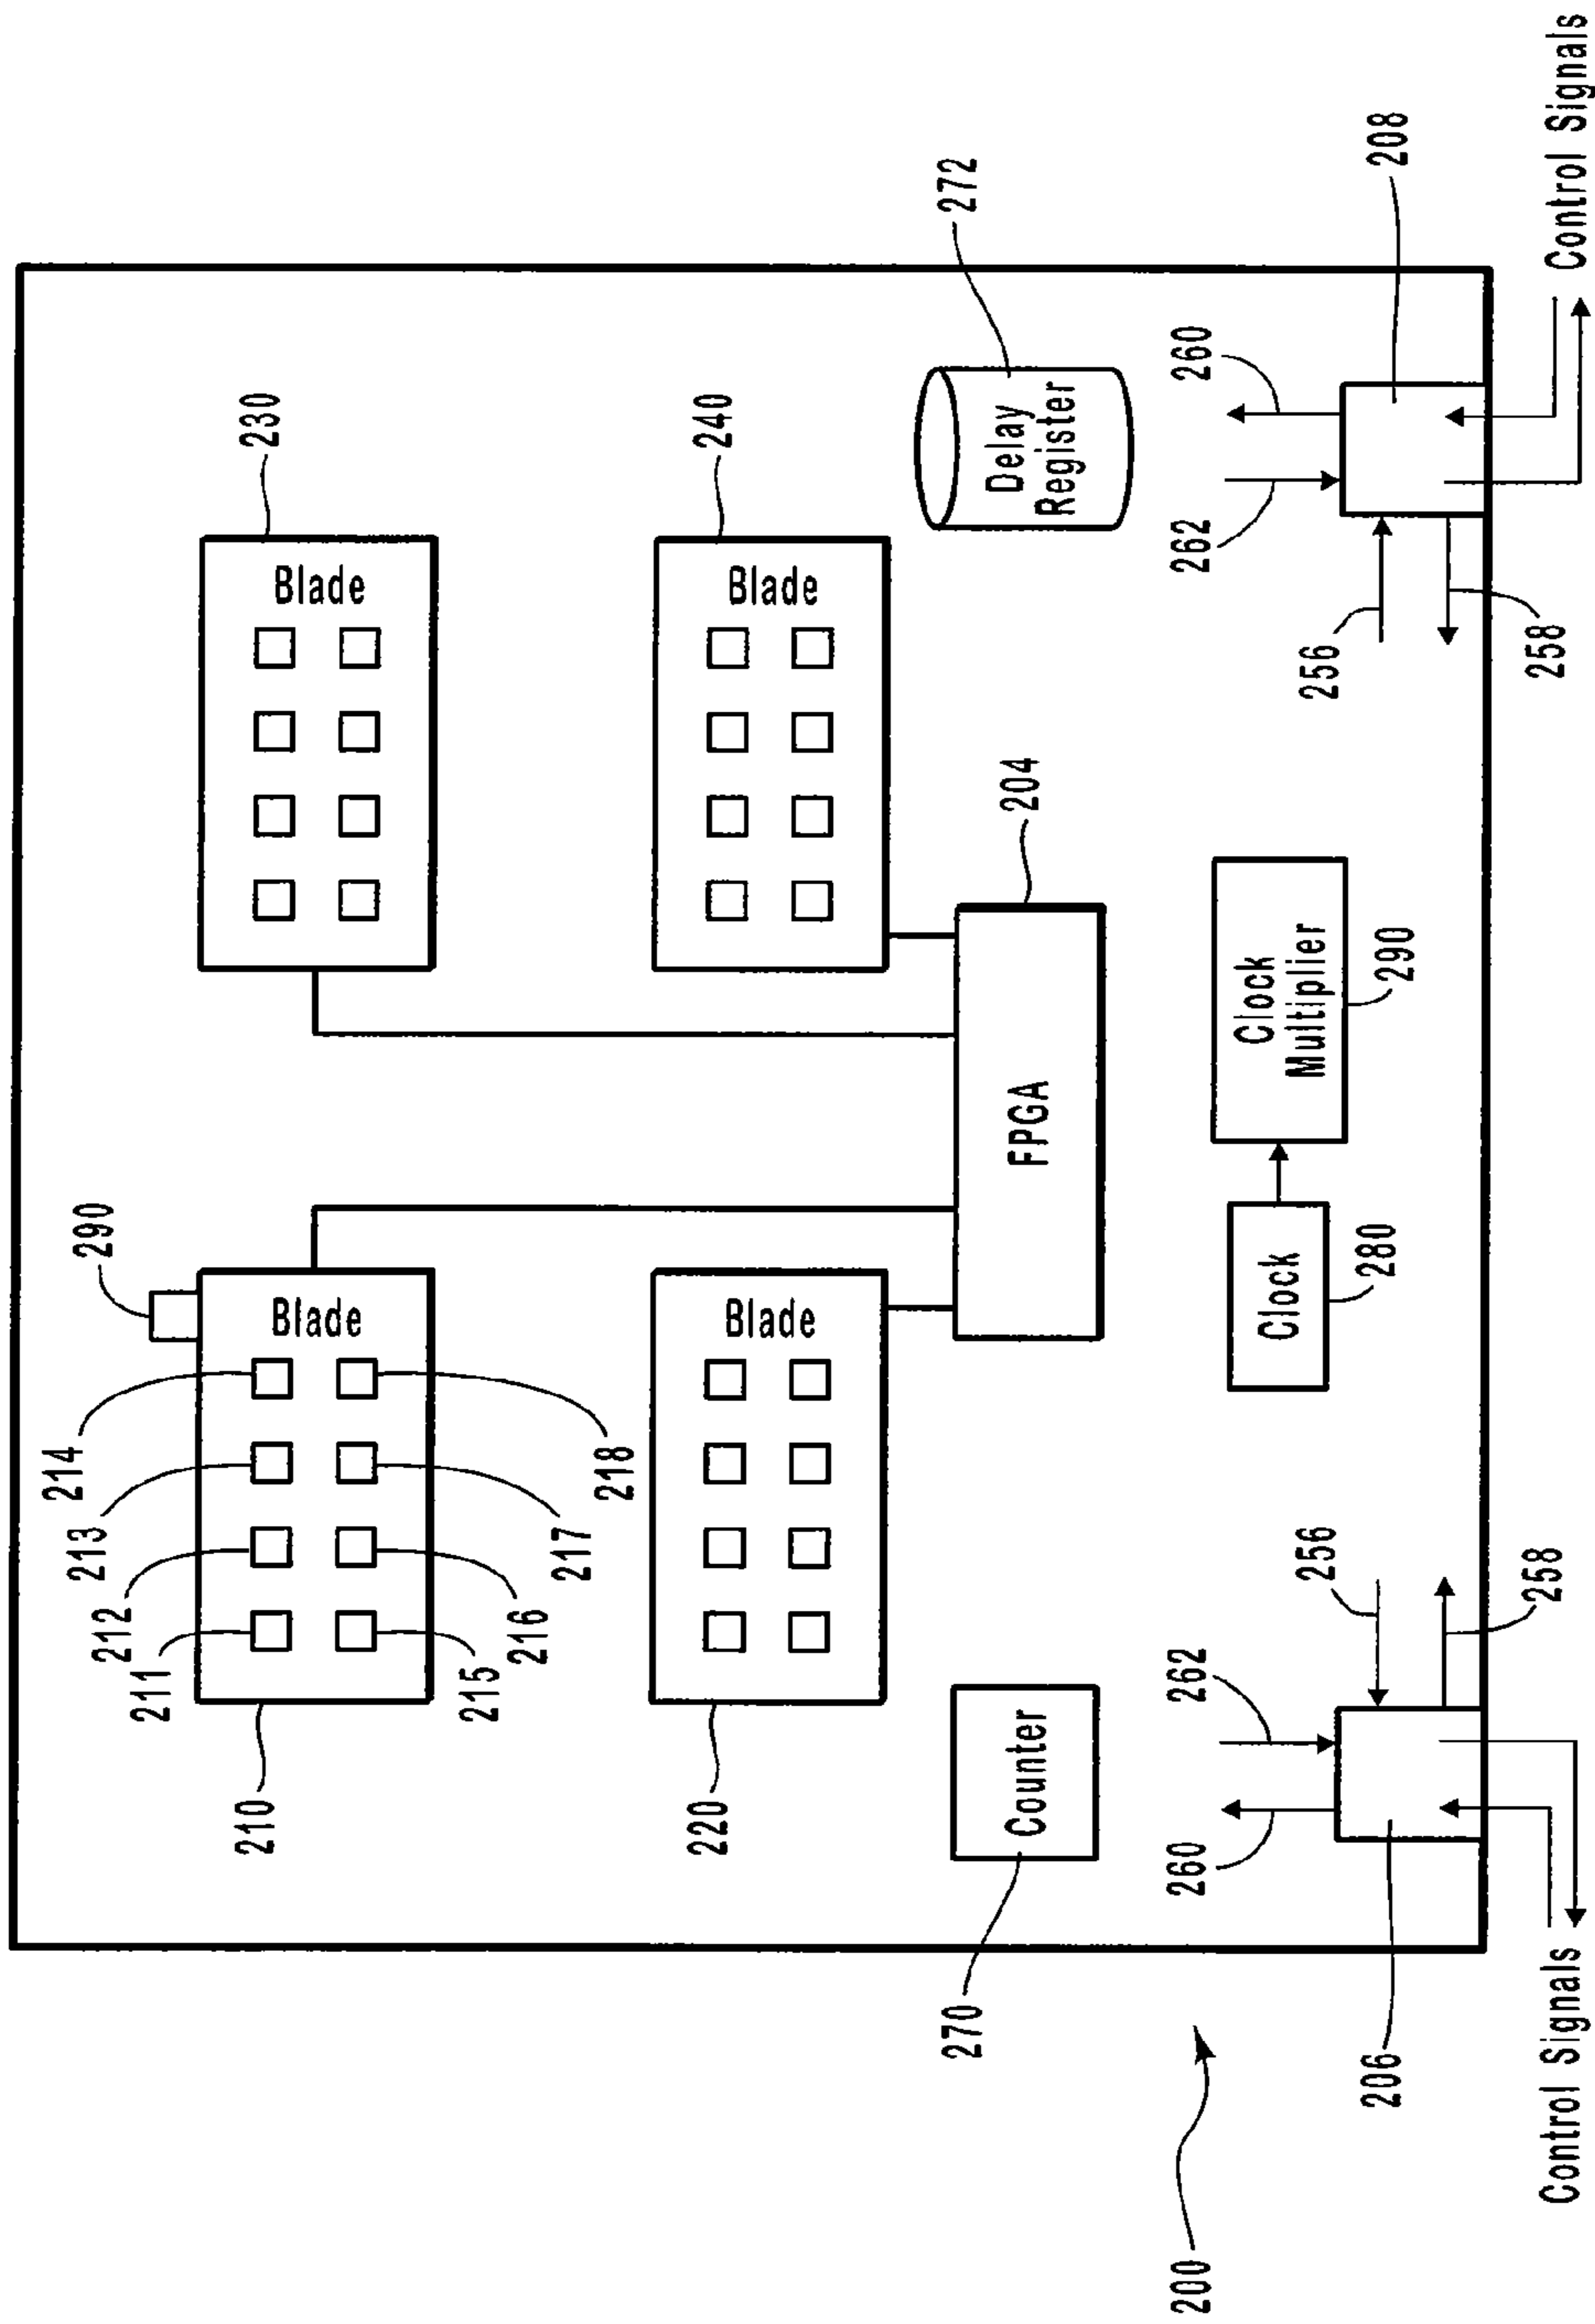 290
214
213
212
211
Blade
218
217
216
215
210
230
Blade
Blade
220
240
Blade
204
FPGA
Counter
270
272
Delay
Register
260
262
256
258
206
Control Signals
Clock
280
Clock
Multiplier
290
262
260
256
258
208
Control Signals
200